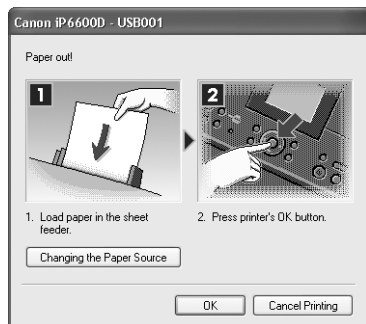 Canon iP6600D - USB001
Paper out!
1
2
1. Load paper in the sheet
feeder.
2. Press printer's OK button.
Changing the Paper Source
OK
Cancel Printing